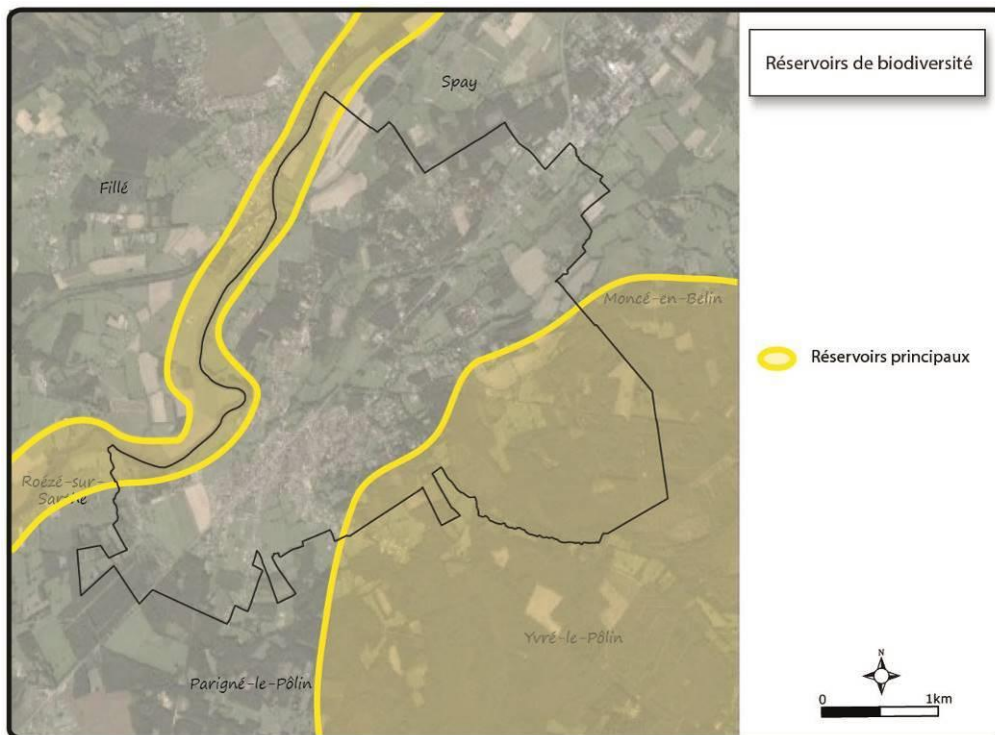 Réservoirs de biodiversité
Spay
Fillé
Moncé-en-Belin
Réservoirs principaux
Roézé-sur-
Sarthe
Yvré-le-Pôlin
Parigné-le-Pôlin
N
0 1km